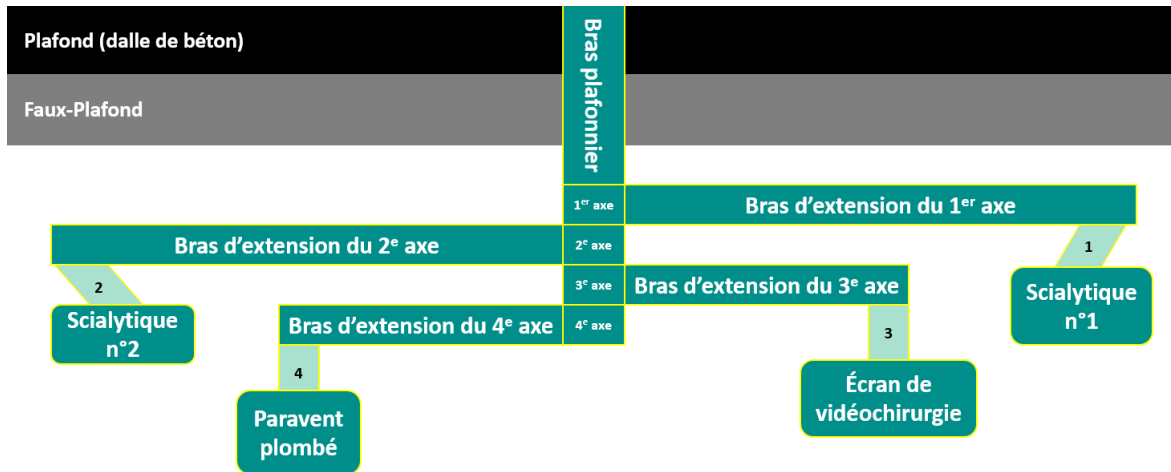 Plafond (dalle de béton)
Faux-Plafond
Bras plafonnier
1er axe
Bras d’extension du 1er axe
Bras d’extension du 2e axe
2e axe
1
2
3e axe
Bras d’extension du 3e axe
Scialytique
n°1
Scialytique
n°2
Bras d’extension du 4e axe
4e axe
3
4
Écran de
vidéochirurgie
Paravent
plombé